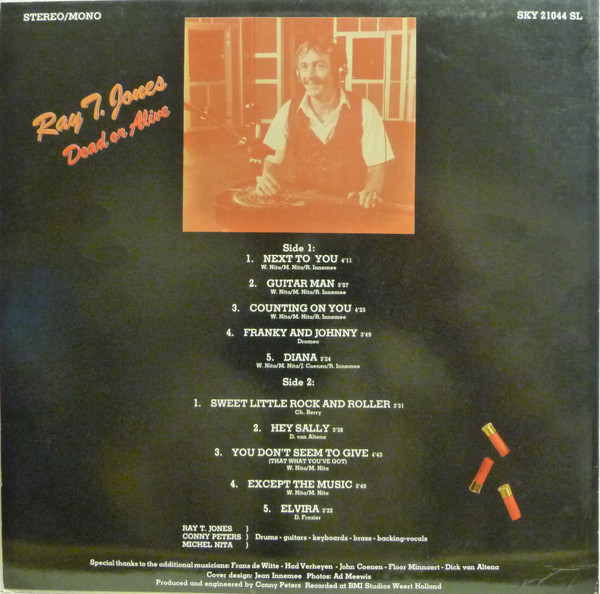 STEREO/MONO
SKY 21044 SL
Ray T. Jones
Dead or Alive
Side 1:
1. NEXT TO YOU 4'11
W. Nita/M. Nita/R. Innemee
2. GUITAR MAN 3'07
W. Nita/M. Nita/R. Innemee
3. COUNTING ON YOU 4'25
W. Nita/M. Nita/R. Innemee
4. FRANKY AND JOHNNY 3'49
Dromeo
5. DIANA 3'24
W. Nita/M. Nita/J. Coenen/R. Innemee
Side 2:
1. SWEET LITTLE ROCK AND ROLLER 3'31
Ch. Berry
2. HEY SALLY 2'38
D. van Altena
3. YOU DON'T SEEM TO GIVE 4'43
(THAT WHAT YOU'VE GOT)
W. Nita/M. Nita
4. EXCEPT THE MUSIC 3'49
W. Nita/M. Nita
5. ELVIRA 3'22
D. Frazier
RAY T. JONES )
CONNY PETERS ) Drums - guitars - keyboards - brass - backing-vocals
MICHEL NITA )
Special thanks to the additional musicians: Frans de Witte - Had Verheyen - John Coenen - Floor Minnaert - Dick van Altena
Cover design: Jean Innemee Photos: Ad Meewis
Produced and engineered by Conny Peters Recorded at BMI Studios Weert Holland